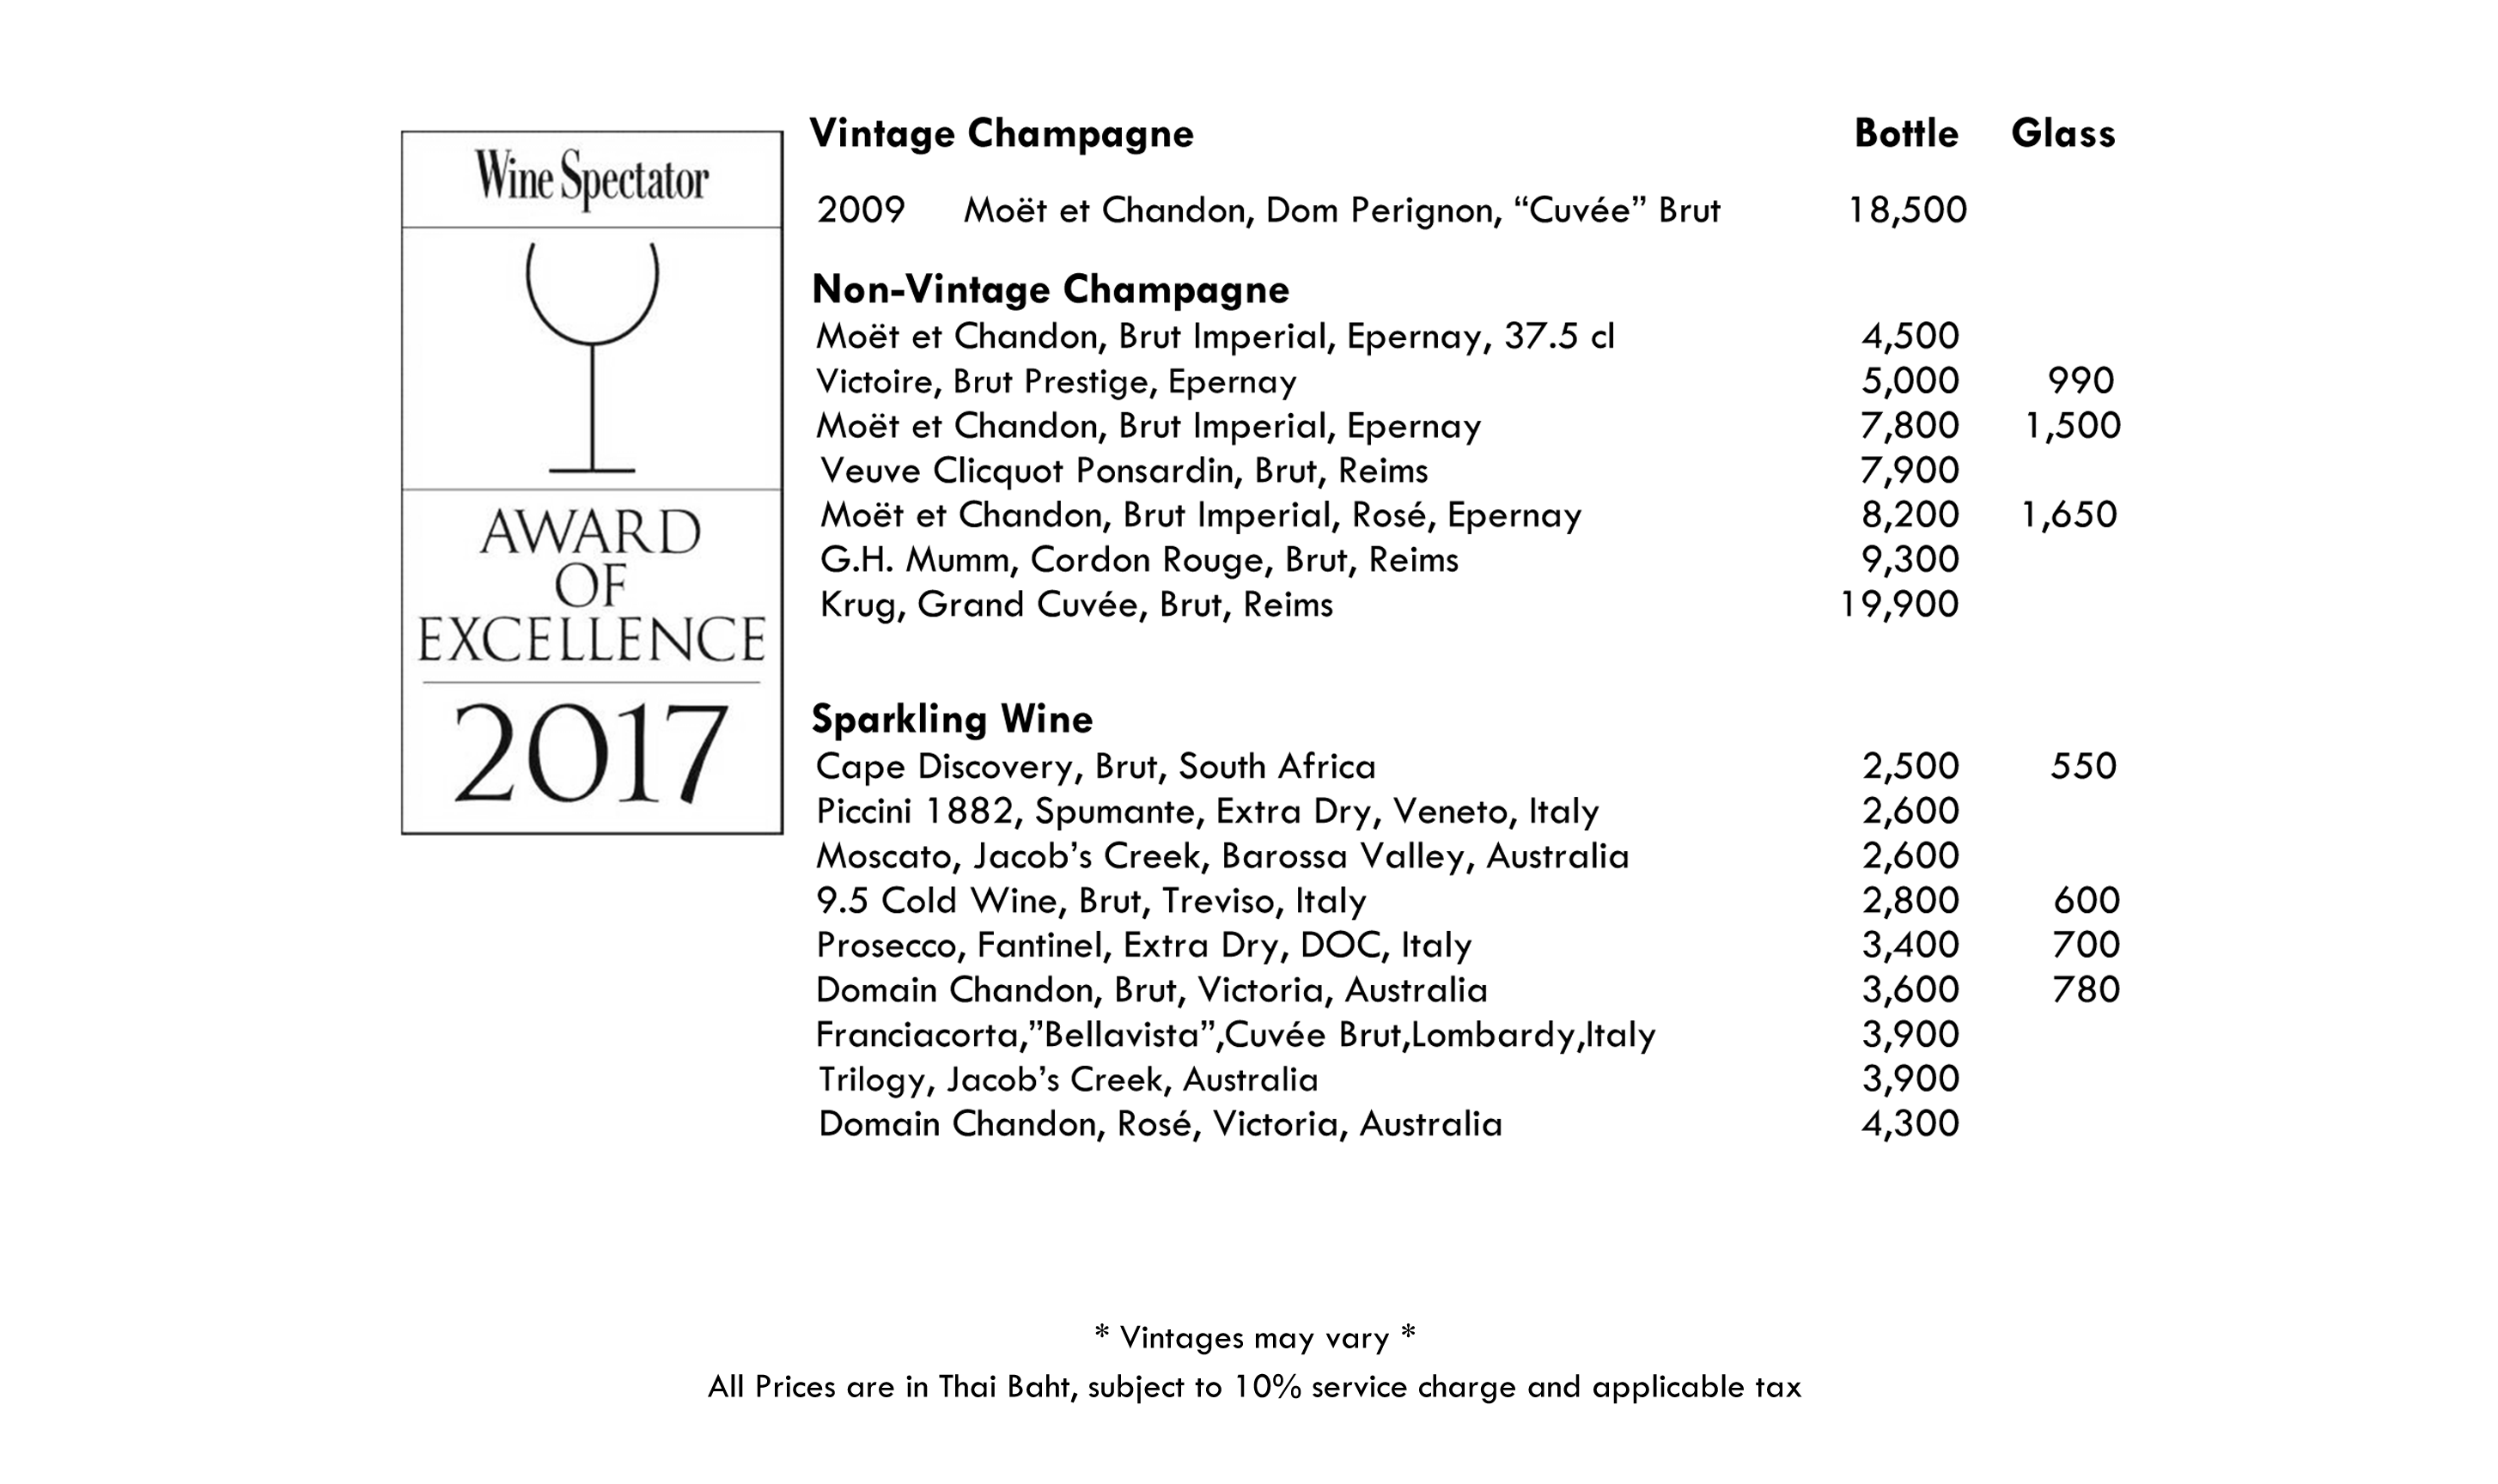 Wine Spectator
AWARD
OF
EXCELLENCE
2017
Vintage Champagne Bottle Glass
2009 Moët et Chandon, Dom Perignon, “Cuvée” Brut 18,500
Non-Vintage Champagne
Moët et Chandon, Brut Imperial, Epernay, 37.5 cl 4,500
Victoire, Brut Prestige, Epernay 5,000 990
Moët et Chandon, Brut Imperial, Epernay 7,800 1,500
Veuve Clicquot Ponsardin, Brut, Reims 7,900
Moët et Chandon, Brut Imperial, Rosé, Epernay 8,200 1,650
G.H. Mumm, Cordon Rouge, Brut, Reims 9,300
Krug, Grand Cuvée, Brut, Reims 19,900
Sparkling Wine
Cape Discovery, Brut, South Africa 2,500 550
Piccini 1882, Spumante, Extra Dry, Veneto, Italy 2,600
Moscato, Jacob’s Creek, Barossa Valley, Australia 2,600
9.5 Cold Wine, Brut, Treviso, Italy 2,800 600
Prosecco, Fantinel, Extra Dry, DOC, Italy 3,400 700
Domain Chandon, Brut, Victoria, Australia 3,600 780
Franciacorta,”Bellavista”,Cuvée Brut,Lombardy,Italy 3,900
Trilogy, Jacob’s Creek, Australia 3,900
Domain Chandon, Rosé, Victoria, Australia 4,300
* Vintages may vary *
All Prices are in Thai Baht, subject to 10% service charge and applicable tax